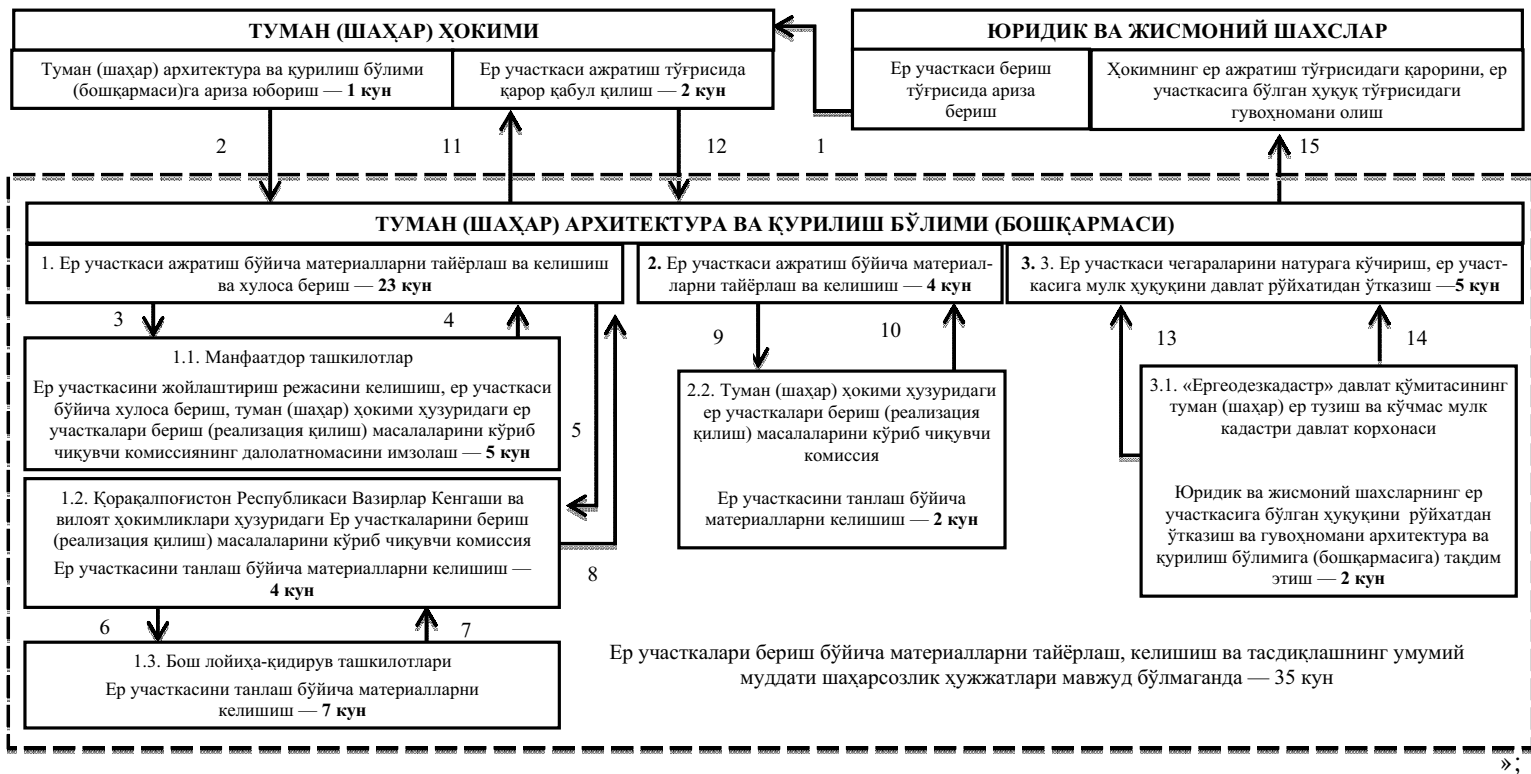 ТУМАН (ШАҲАР) ҲОКИМИ
Туман (шаҳар) архитектура ва қурилиш бўлими
(бошқармаси)га ариза юбориш — 1 кун
Ер участкаси ажратиш тўғрисида
қарор қабул қилиш — 2 кун
ЮРИДИК ВА ЖИСМОНИЙ ШАХСЛАР
Ер участкаси бериш
тўғрисида ариза
бериш
Ҳокимнинг ер ажратиш тўғрисидаги қарорини, ер
участкасига бўлган ҳуқуқ тўғрисидаги
гувоҳномани олиш
2
11
12
1
15
ТУМАН (ШАҲАР) АРХИТЕКТУРА ВА ҚУРИЛИШ БЎЛИМИ (БОШҚАРМАСИ)
1. Ер участкаси ажратиш бўйича материалларни тайёрлаш ва келишиш
ва хулоса бериш — 23 кун
2. Ер участкаси ажратиш бўйича материал-
ларни тайёрлаш ва келишиш — 4 кун
3. 3. Ер участкаси чегараларини натурага кўчириш, ер участ-
касига мулк ҳуқуқини давлат рўйхатидан ўтказиш —5 кун
3
4
5
9
10
13
14
1.1. Манфаатдор ташкилотлар
Ер участкасини жойлаштириш режасини келишиш, ер участкаси
бўйича хулоса бериш, туман (шаҳар) ҳокими ҳузуридаги ер
участкалари бериш (реализация қилиш) масалаларини кўриб
чиқувчи комиссиянинг далолатномасини имзолаш — 5 кун
1.2. Қорақалпоғистон Республикаси Вазирлар Кенгаши ва
вилоят ҳокимликлари ҳузуридаги Ер участкаларини бериш
(реализация қилиш) масалаларини кўриб чиқувчи комиссия
Ер участкасини танлаш бўйича материалларни келишиш —
4 кун
8
6
7
1.3. Бош лойиҳа-қидирув ташкилотлари
Ер участкасини танлаш бўйича материалларни
келишиш — 7 кун
2.2. Туман (шаҳар) ҳокими ҳузуридаги
ер участкалари бериш (реализация
қилиш) масалаларини кўриб чиқувчи
комиссия
Ер участкасини танлаш бўйича
материалларни келишиш — 2 кун
3.1. «Ергеодезкадастр» давлат қўмитасининг
туман (шаҳар) ер тузиш ва кўчмас мулк
кадастри давлат корхонаси
Юридик ва жисмоний шахсларнинг ер
участкасига бўлган ҳуқуқини рўйхатдан
ўтказиш ва гувоҳномани архитектура ва
қурилиш бўлимига (бошқармасига) тақдим
этиш — 2 кун
Ер участкалари бериш бўйича материалларни тайёрлаш, келишиш ва тасдиқлашнинг умумий
муддати шаҳарсозлик ҳужжатлари мавжуд бўлмаганда — 35 кун
»;